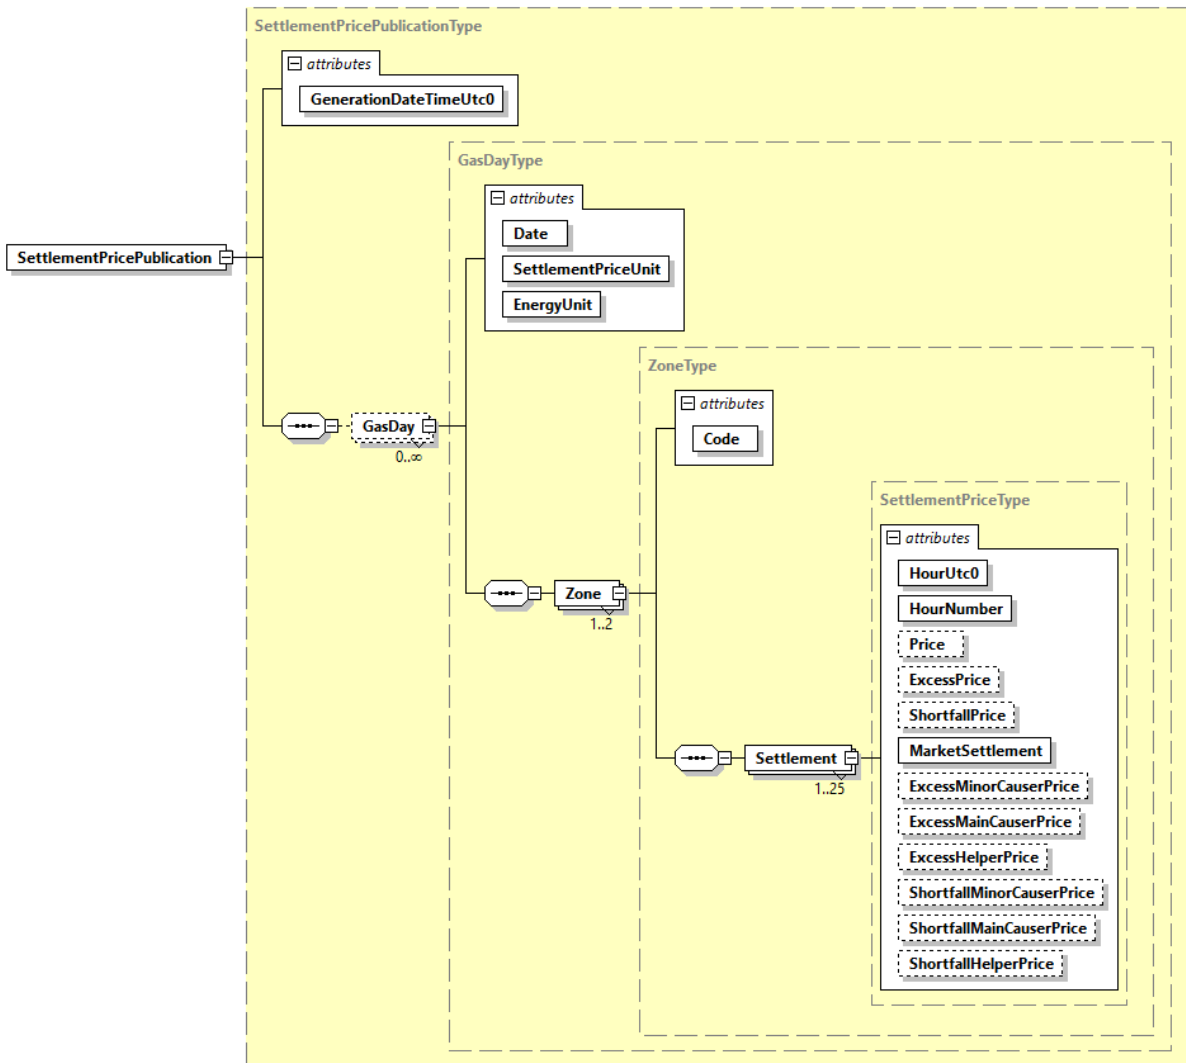 SettlementPricePublicationType
attributes
GenerationDateTimeUtc0
GasDayType
attributes
Date
SettlementPriceUnit
EnergyUnit
SettlementPricePublication
ZoneType
attributes
Code
GasDay
0..∞
SettlementPriceType
attributes
HourUtc0
HourNumber
Price
ExcessPrice
ShortfallPrice
MarketSettlement
ExcessMinorCauserPrice
ExcessMainCauserPrice
ExcessHelperPrice
ShortfallMinorCauserPrice
ShortfallMainCauserPrice
ShortfallHelperPrice
Zone
1..2
Settlement
1..25